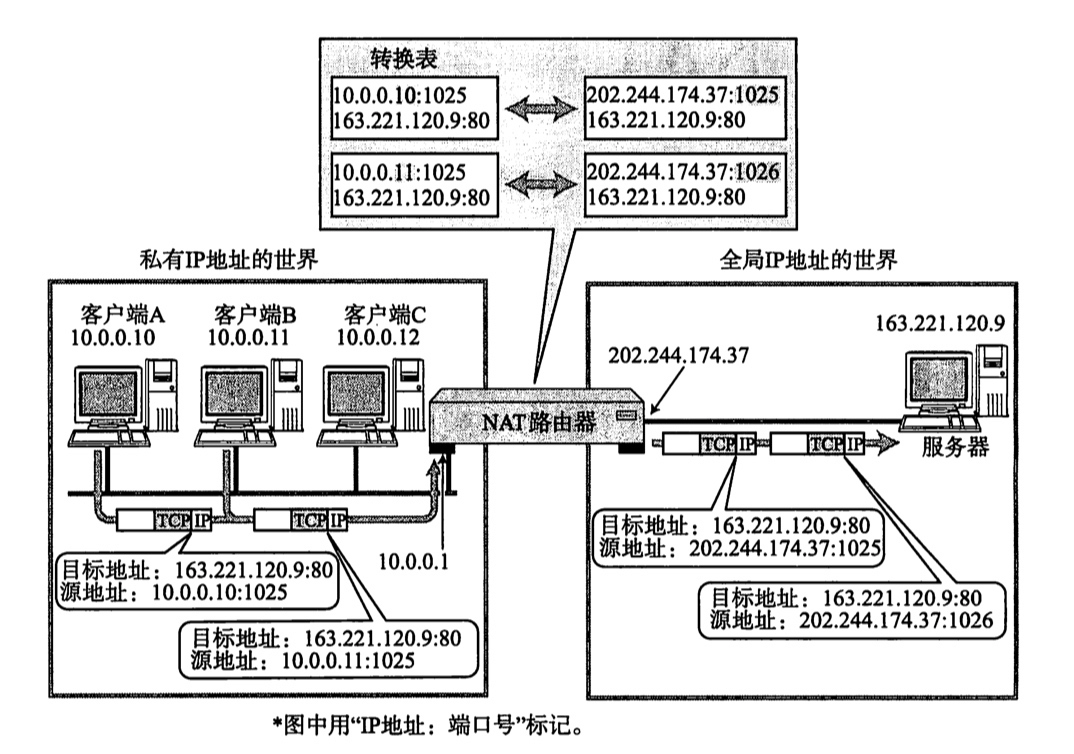 转换表
10.0.0.10:1025
163.221.120.9:80
202.244.174.37:1025
163.221.120.9:80
10.0.0.11:1025
163.221.120.9:80
202.244.174.37:1026
163.221.120.9:80
私有IP地址的世界
全局IP地址的世界
客户端A
10.0.0.10
客户端B
10.0.0.11
客户端C
10.0.0.12
163.221.120.9
202.244.174.37
NAT路由器
服务器
TCP IP
TCP IP
TCP IP
TCP IP
10.0.0.1
目标地址：163.221.120.9:80
源地址：10.0.0.10:1025
目标地址：163.221.120.9:80
源地址：10.0.0.11:1025
目标地址：163.221.120.9:80
源地址：202.244.174.37:1025
目标地址：163.221.120.9:80
源地址：202.244.174.37:1026
*图中用“IP地址：端口号”标记。